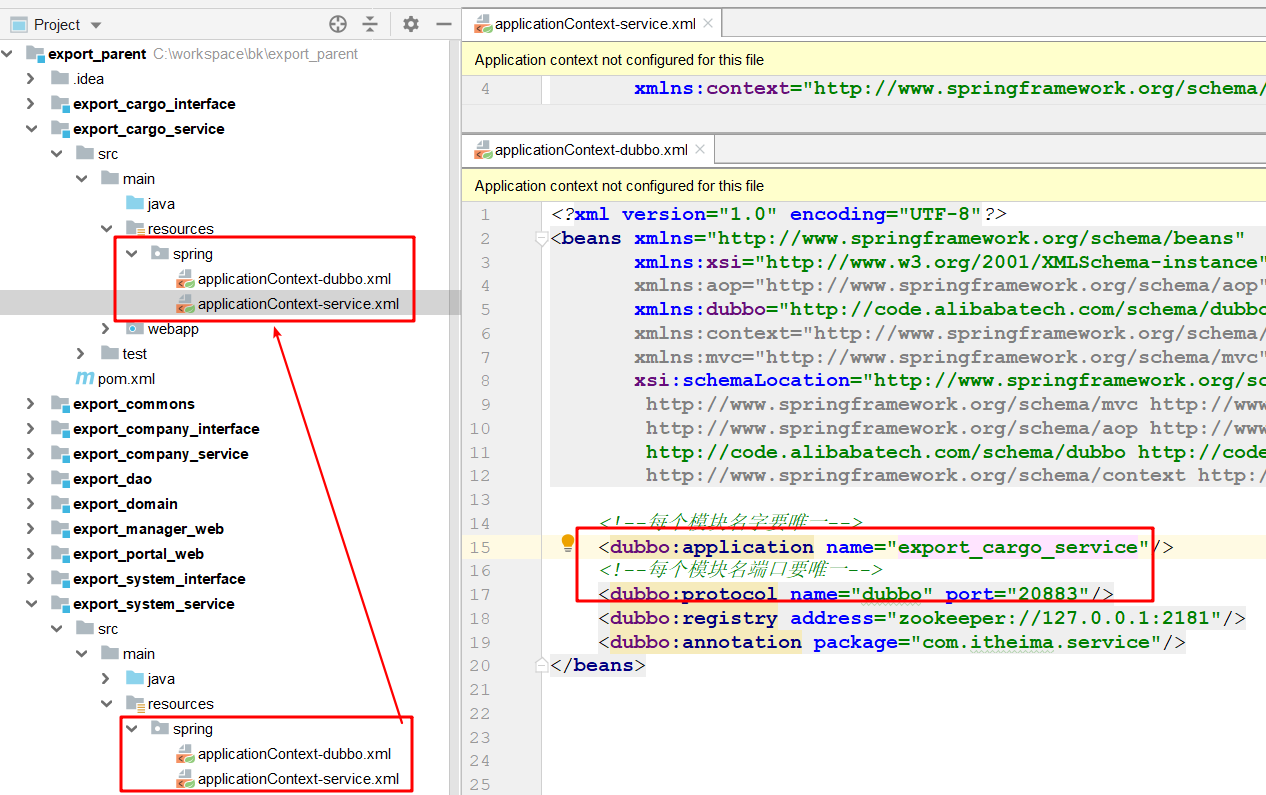 Project
export_parent C:\workspace\bk\export_parent
.idea
export_cargo_interface
export_cargo_service
src
main
java
resources
spring
applicationContext-dubbo.xml
applicationContext-service.xml
webapp
test
pom.xml
export_commons
export_company_interface
export_company_service
export_dao
export_domain
export_manager_web
export_portal_web
export_system_interface
export_system_service
src
main
java
resources
spring
applicationContext-dubbo.xml
applicationContext-service.xml
applicationContext-service.xml
Application context not configured for this file
4 xmlns:context="http://www.springframework.org/schema/
applicationContext-dubbo.xml
Application context not configured for this file
1 <?xml version="1.0" encoding="UTF-8"?>
2 <beans xmlns="http://www.springframework.org/schema/beans"
3 xmlns:xsi="http://www.w3.org/2001/XMLSchema-instance"
4 xmlns:aop="http://www.springframework.org/schema/aop"
5 xmlns:dubbo="http://code.alibabatech.com/schema/dubbo
6 xmlns:context="http://www.springframework.org/schema/
7 xmlns:mvc="http://www.springframework.org/schema/mvc"
8 xsi:schemaLocation="http://www.springframework.org/sc
9 http://www.springframework.org/schema/mvc http://www
10 http://www.springframework.org/schema/aop http://www
11 http://code.alibabatech.com/schema/dubbo http://code
12 http://www.springframework.org/schema/context http:/
13
14 <!--每个模块名字要唯一-->
15 <dubbo:application name="export_cargo_service"/>
16 <!--每个模块名端口要唯一-->
17 <dubbo:protocol name="dubbo" port="20883"/>
18 <dubbo:registry address="zookeeper://127.0.0.1:2181"/>
19 <dubbo:annotation package="com.itheima.service"/>
20 </beans>
21
22
23
24
25